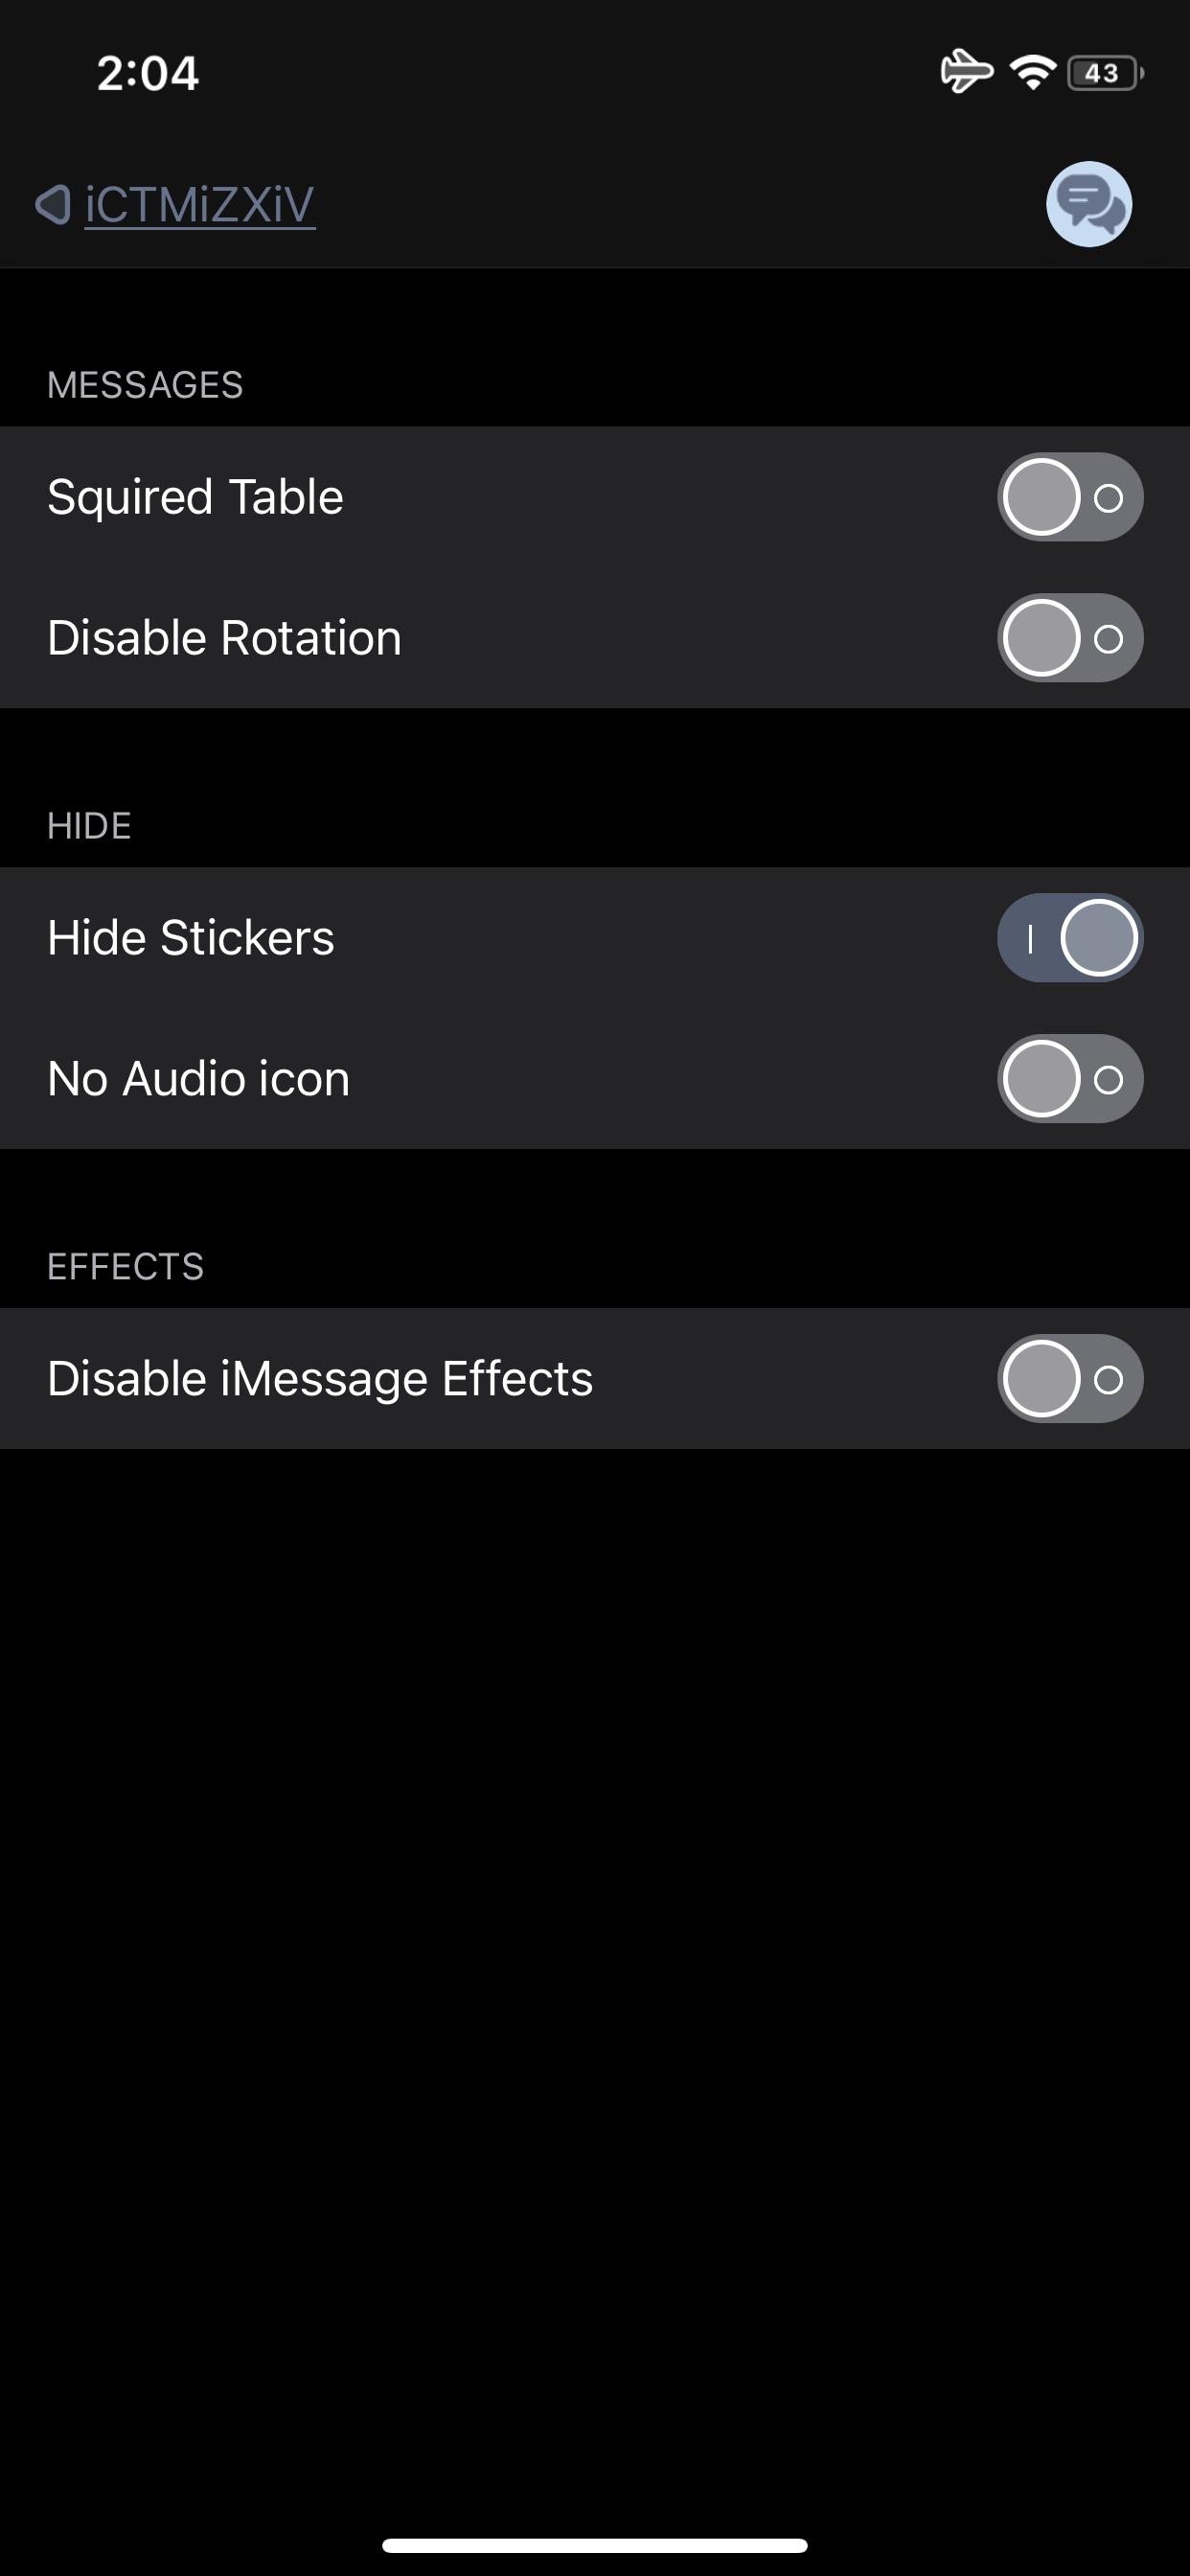 2:04
43
iCTMiZXiV
MESSAGES
Squired Table
Disable Rotation
HIDE
Hide Stickers
No Audio icon
EFFECTS
Disable iMessage Effects